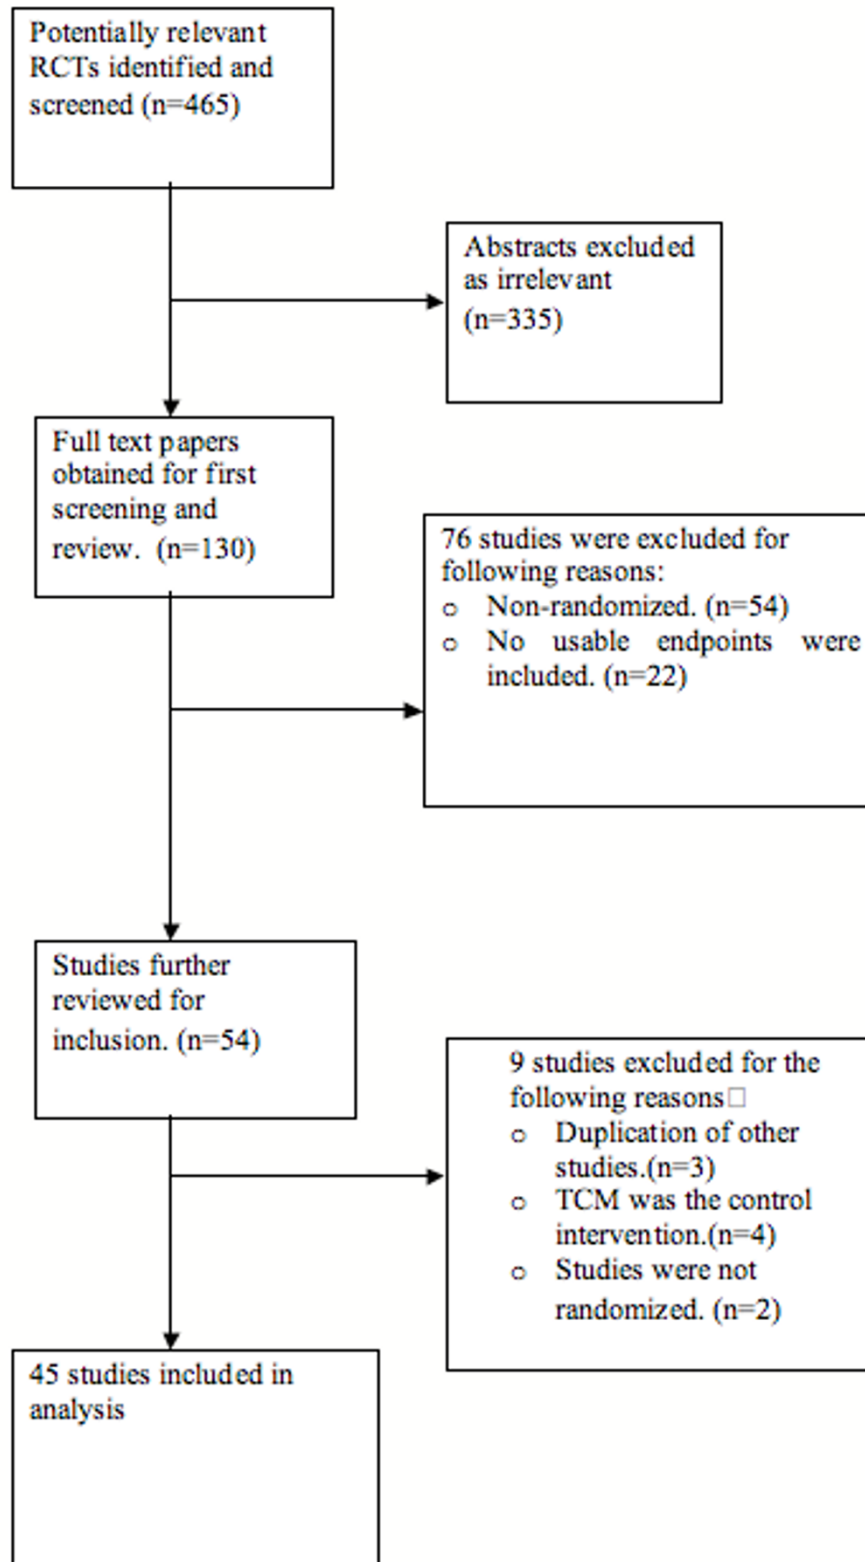 Potentially relevant
RCTs identified and
screened (n=465)
Abstracts excluded
as irrelevant
(n=335)
Full text papers
obtained for first
screening and
review. (n=130)
76 studies were excluded for
following reasons:
o Non-randomized. (n=54)
o No usable endpoints were
included. (n=22)
Studies further
reviewed for
inclusion. (n=54)
9 studies excluded for the
following reasons□
o Duplication of other
studies.(n=3)
o TCM was the control
intervention.(n=4)
o Studies were not
randomized. (n=2)
45 studies included in
analysis